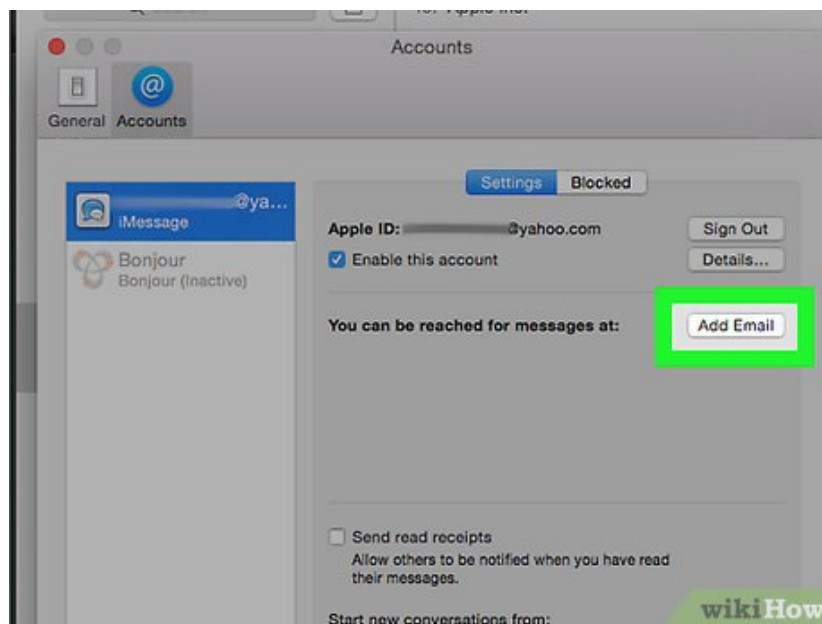 Accounts
General Accounts
Settings Blocked
@ya...
iMessage
Apple ID: @yahoo.com Sign Out
Enable this account Details...
Bonjour
Bonjour (Inactive)
You can be reached for messages at: Add Email
Send read receipts
Allow others to be notified when you have read
their messages.
Start new conversations from:
wikiHow